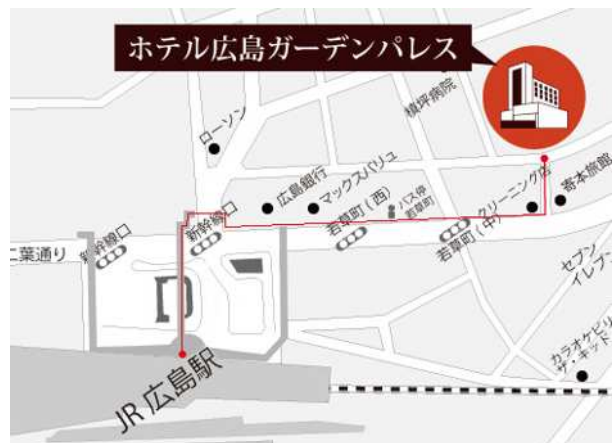 ホテル広島ガーデンパレス
槙坪病院
ローソン
広島銀行
マックスバリュ
バス停
若草町
クリーニング店
寄本旅館
新幹線口
新幹線口
若草町(西)
若草町(中)
二葉通り
セブン
イレブン
カラオケビリ
ザ・キッド
JR広島駅